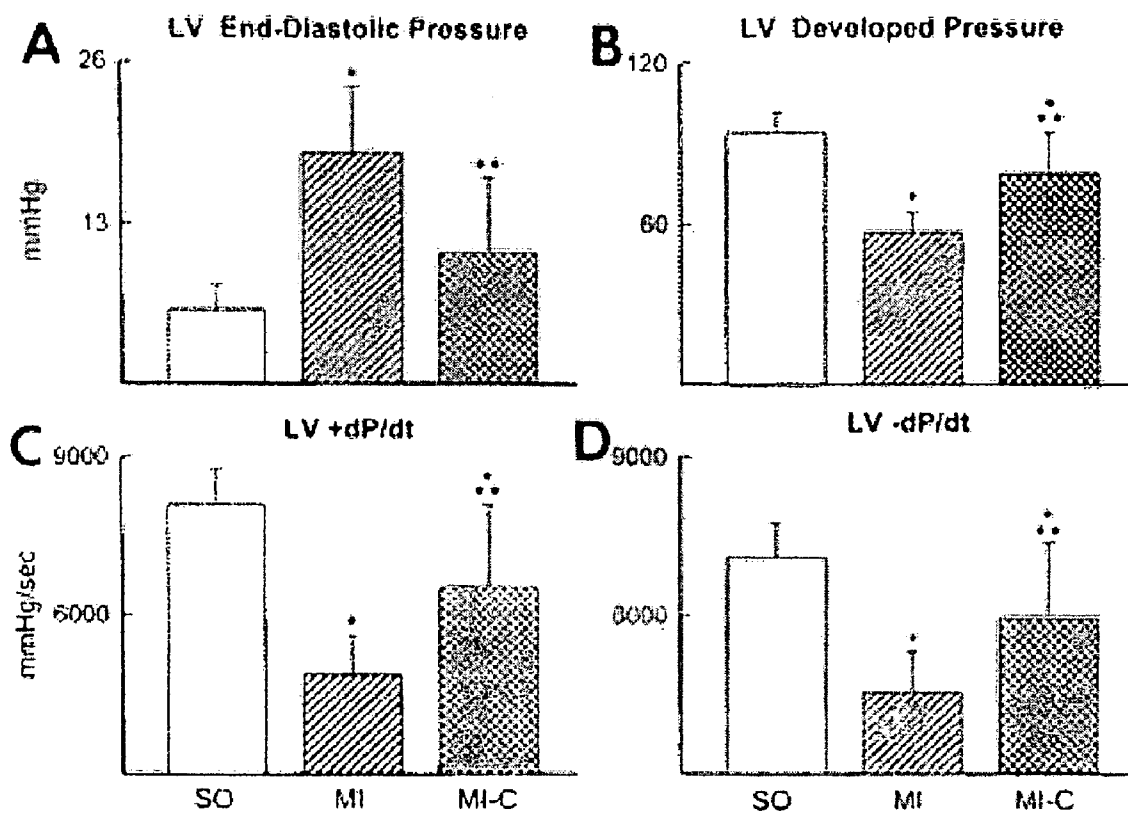 A LV End-Diastolic Pressure
26
13
mmHg
B LV Developed Pressure
120
60
C LV +dP/dt
9000
6000
mmHg/sec
SO MI MI-C
D LV -dP/dt
9000
6000
SO MI MI-C